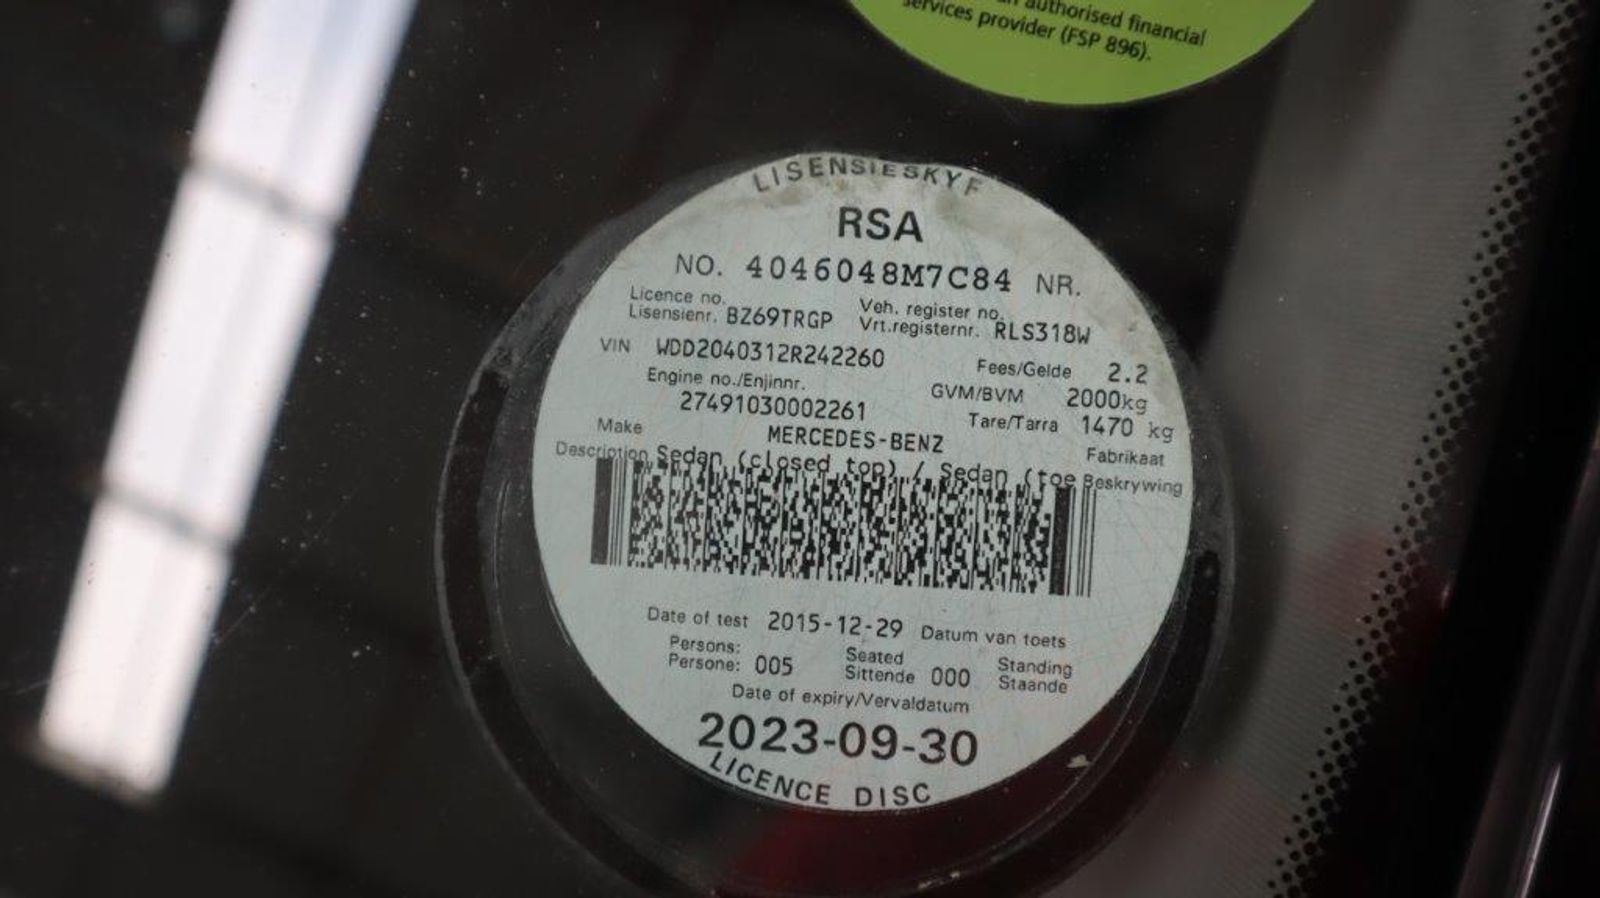 authorised financial
services provider (FSP 896).
LISENSIESKYF
RSA
NO. 4046048M7C84 NR.
Licence no. Veh. register no.
Lisensienr. BZ69TRGP Vrt.registernr. RLS318W
VIN WDD2040312R242260 Fees/Gelde 2.2
Engine no./Enjinnr. GVM/BVM 2000kg
27491030002261 Tare/Tarra 1470 kg
Make MERCEDES-BENZ Fabrikaat
Description Sedan (closed top) / Sedan (toe Beskrywing
Date of test 2015-12-29 Datum van toets
Persons: Seated Standing
Persone: 005 Sittende 000 Staande
Date of expiry/Vervaldatum
2023-09-30
LICENCE DISC